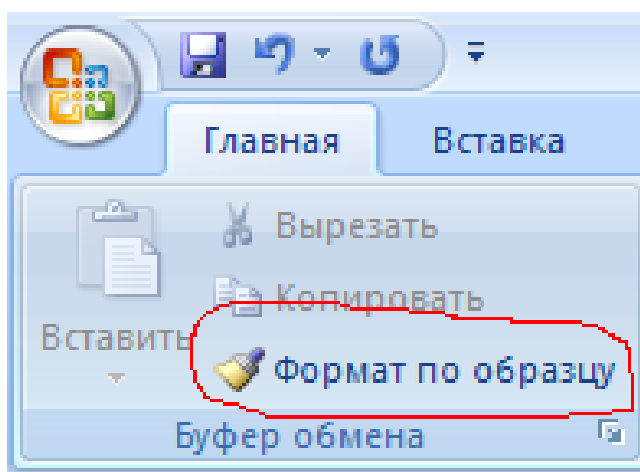 Главная Вставка
Вырезать
Копировать
Вставить
Формат по образцу
Буфер обмена